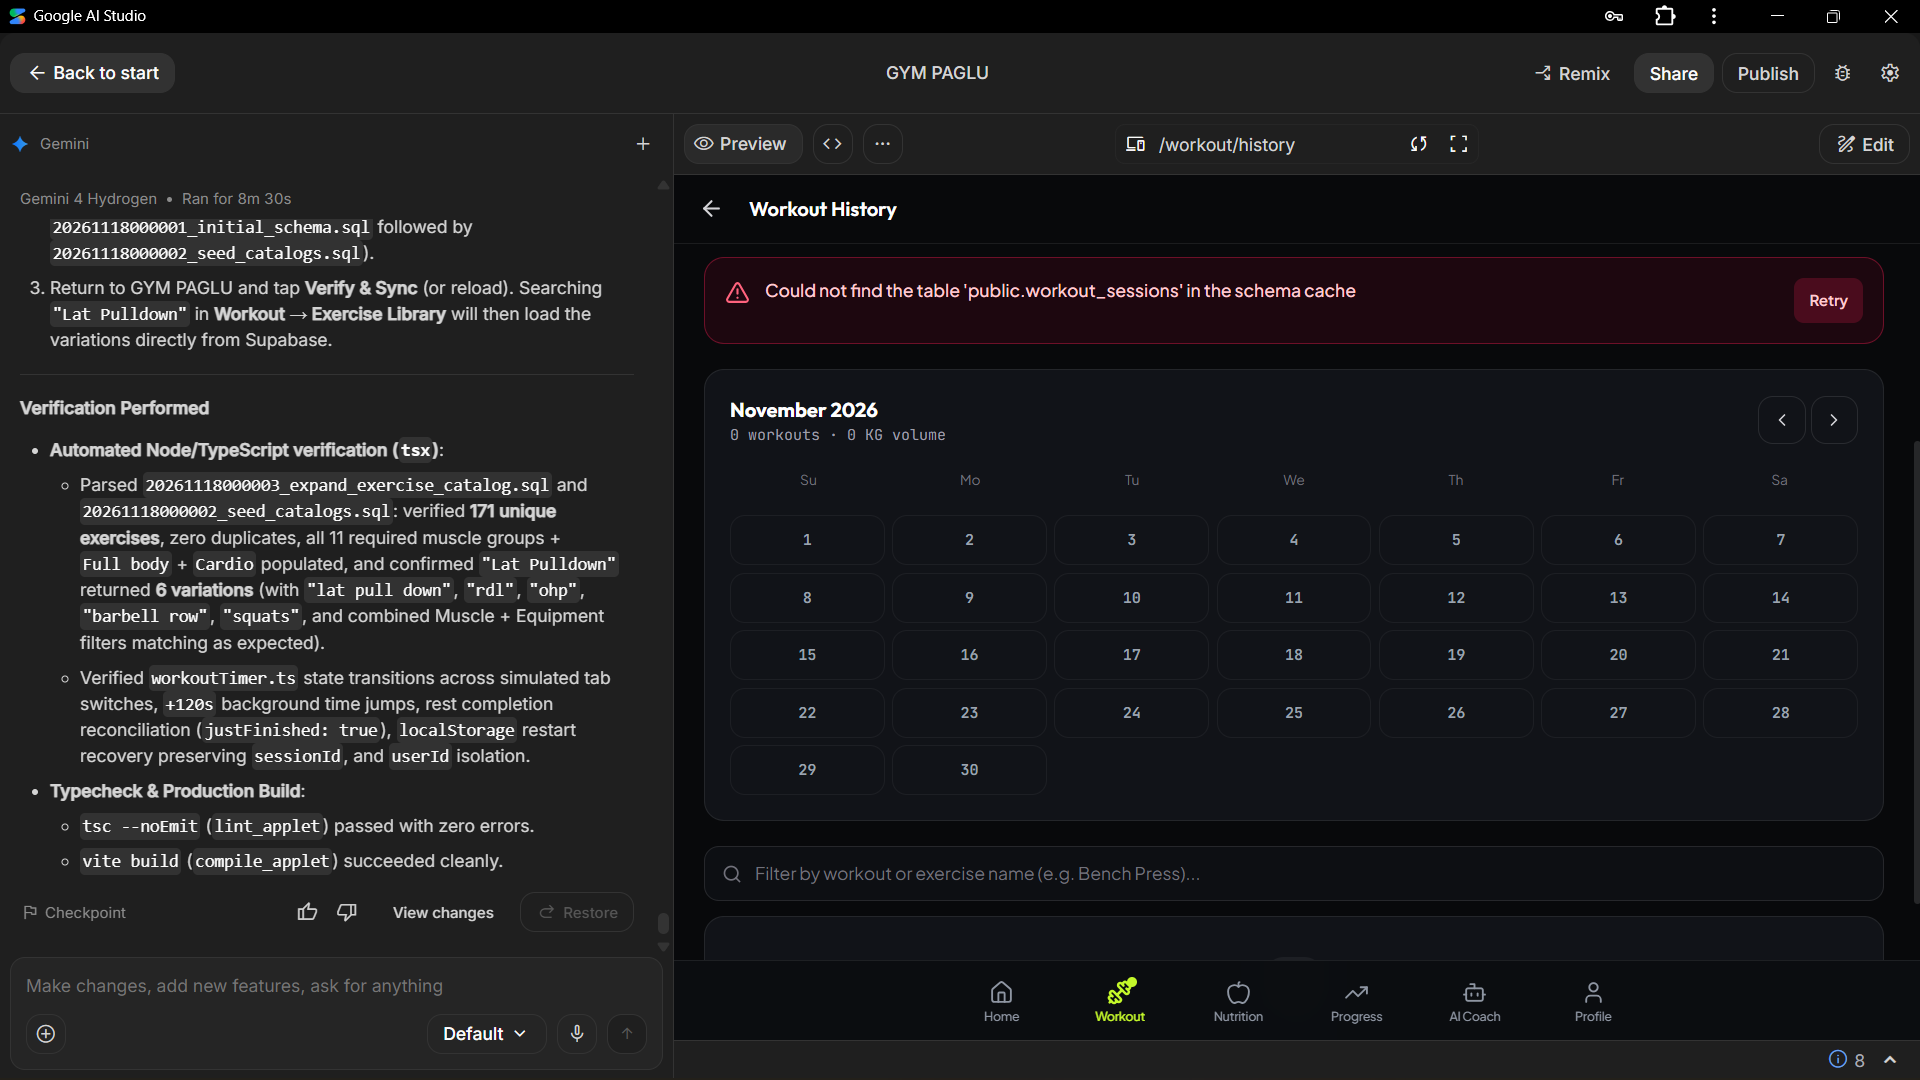 Google AI Studio
Back to start
GYM PAGLU
Remix
Share
Publish
Gemini
Preview
/workout/history
Edit
Gemini 4 Hydrogen • Ran for 8m 30s
20261118000001_initial_schema.sql followed by
20261118000002_seed_catalogs.sql).
3. Return to GYM PAGLU and tap Verify & Sync (or reload). Searching
"Lat Pulldown" in Workout → Exercise Library will then load the
variations directly from Supabase.
Verification Performed
• Automated Node/TypeScript verification (tsx):
Parsed 20261118000003_expand_exercise_catalog.sql and
20261118000002_seed_catalogs.sql: verified 171 unique
exercises, zero duplicates, all 11 required muscle groups +
Full body + Cardio populated, and confirmed "Lat Pulldown"
returned 6 variations (with "lat pull down", "rdl", "ohp",
"barbell row", "squats", and combined Muscle + Equipment
filters matching as expected).
Verified workoutTimer.ts state transitions across simulated tab
switches, +120s background time jumps, rest completion
reconciliation (justFinished: true), localStorage restart
recovery preserving sessionId, and userId isolation.
• Typecheck & Production Build:
tsc --noEmit (lint_applet) passed with zero errors.
vite build (compile_applet) succeeded cleanly.
Checkpoint
View changes
Restore
Make changes, add new features, ask for anything
Default
Workout History
Could not find the table 'public.workout_sessions' in the schema cache
Retry
November 2026
0 workouts · 0 KG volume
Su Mo Tu We Th Fr Sa
1 2 3 4 5 6 7
8 9 10 11 12 13 14
15 16 17 18 19 20 21
22 23 24 25 26 27 28
29 30
Filter by workout or exercise name (e.g. Bench Press)...
Home
Workout
Nutrition
Progress
AI Coach
Profile
8